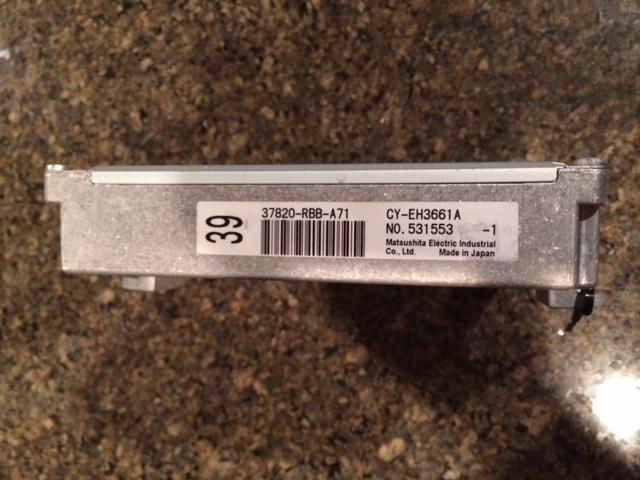 39
37820-RBB-A71
CY-EH3661A
NO.531553 -1
Matsushita Electric Industrial
Co., Ltd. Made in Japan